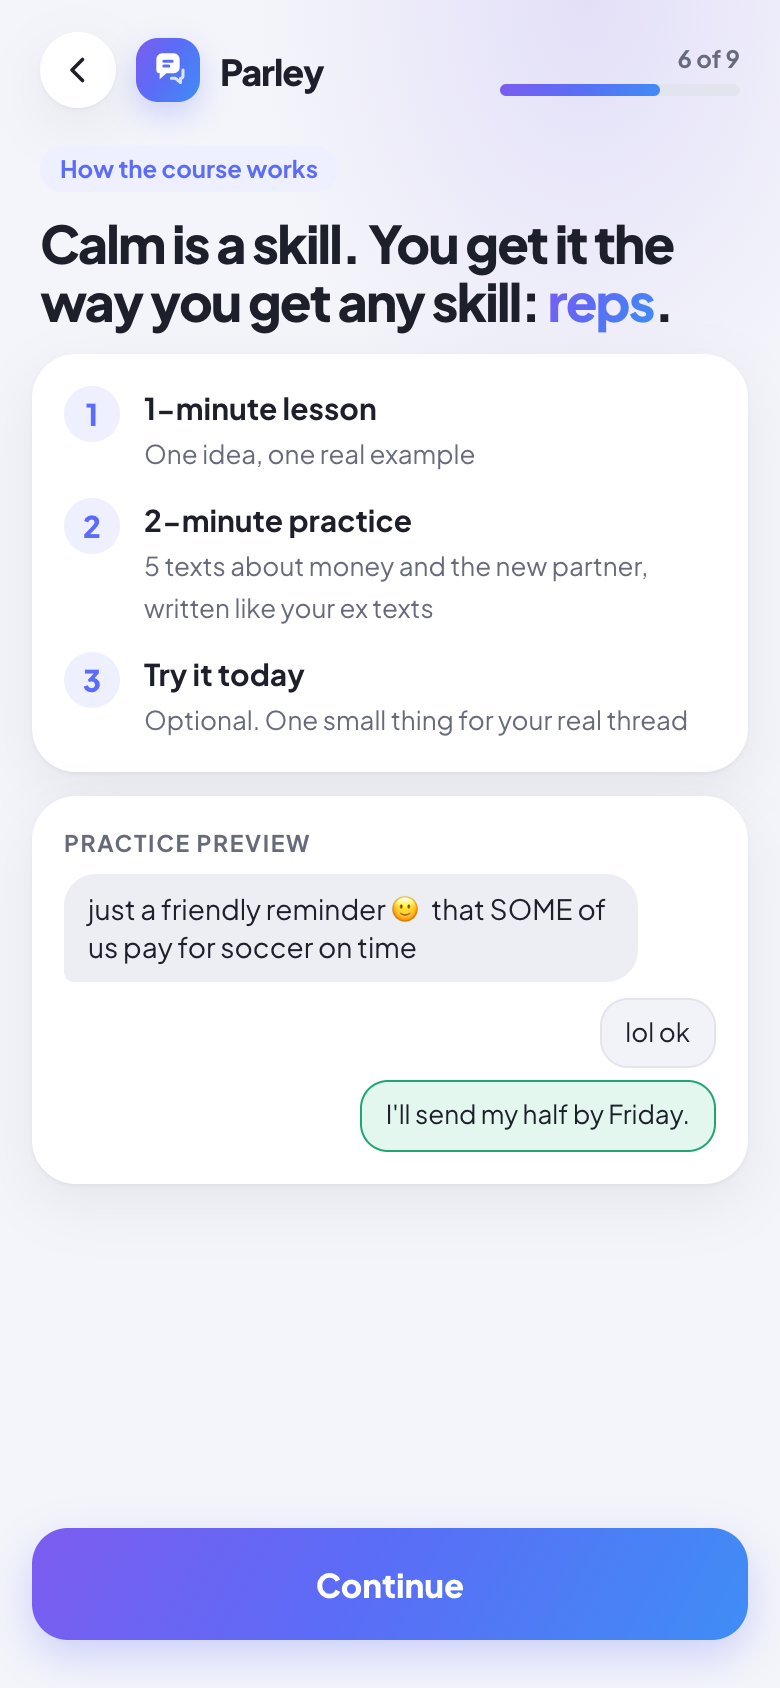 Parley
6 of 9
How the course works
Calm is a skill. You get it the
way you get any skill: reps.
1
1–minute lesson
One idea, one real example
2
2–minute practice
5 texts about money and the new partner,
written like your ex texts
3
Try it today
Optional. One small thing for your real thread
PRACTICE PREVIEW
just a friendly reminder 🙂 that SOME of
us pay for soccer on time
lol ok
I'll send my half by Friday.
Continue